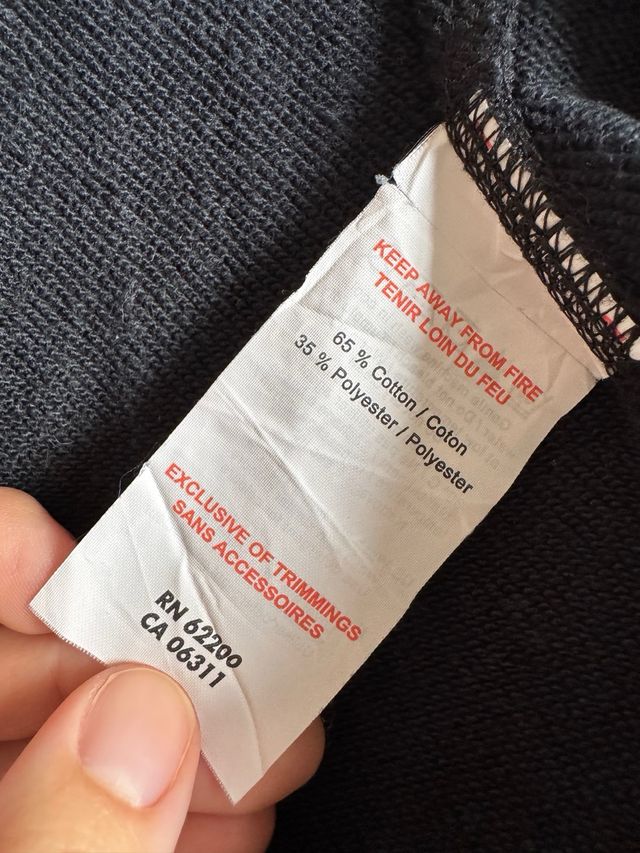 KEEP AWAY FROM FIRE
TENIR LOIN DU FEU
65 % Cotton / Coton
35 % Polyester / Polyester
EXCLUSIVE OF TRIMMINGS
SANS ACCESSOIRES
RN 62200
CA 06311